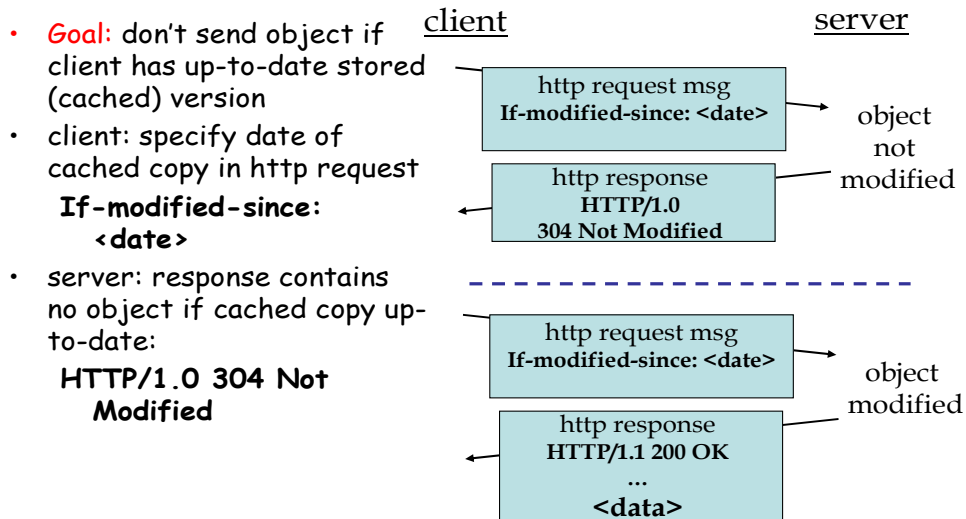 • Goal: don't send object if
client has up-to-date stored
(cached) version
• client: specify date of
cached copy in http request
If-modified-since:
<date>
• server: response contains
no object if cached copy up-
to-date:
HTTP/1.0 304 Not
Modified
client
server
http request msg
If-modified-since: <date>
object
not
modified
http response
HTTP/1.0
304 Not Modified
http request msg
If-modified-since: <date>
object
modified
http response
HTTP/1.1 200 OK
...
<data>